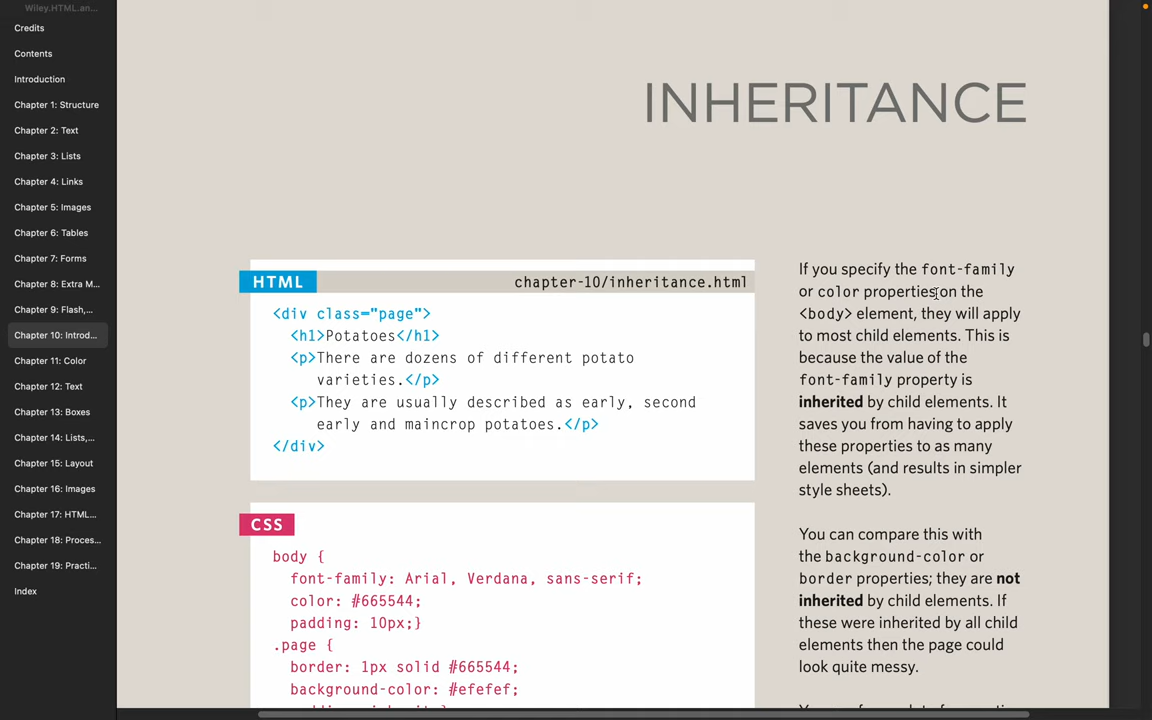 Wiley.HTML.an...
Credits
Contents
Introduction
Chapter 1: Structure
Chapter 2: Text
Chapter 3: Lists
Chapter 4: Links
Chapter 5: Images
Chapter 6: Tables
Chapter 7: Forms
Chapter 8: Extra M...
Chapter 9: Flash,...
Chapter 10: Introd...
Chapter 11: Color
Chapter 12: Text
Chapter 13: Boxes
Chapter 14: Lists,...
Chapter 15: Layout
Chapter 16: Images
Chapter 17: HTML...
Chapter 18: Proces...
Chapter 19: Practi...
Index
INHERITANCE
HTML chapter-10/inheritance.html
<div class="page">
<h1>Potatoes</h1>
<p>There are dozens of different potato
varieties.</p>
<p>They are usually described as early, second
early and maincrop potatoes.</p>
</div>
CSS
body {
font-family: Arial, Verdana, sans-serif;
color: #665544;
padding: 10px;}
.page {
border: 1px solid #665544;
background-color: #efefef;
If you specify the font-family
or color properties on the
<body> element, they will apply
to most child elements. This is
because the value of the
font-family property is
inherited by child elements. It
saves you from having to apply
these properties to as many
elements (and results in simpler
style sheets).
You can compare this with
the background-color or
border properties; they are not
inherited by child elements. If
these were inherited by all child
elements then the page could
look quite messy.